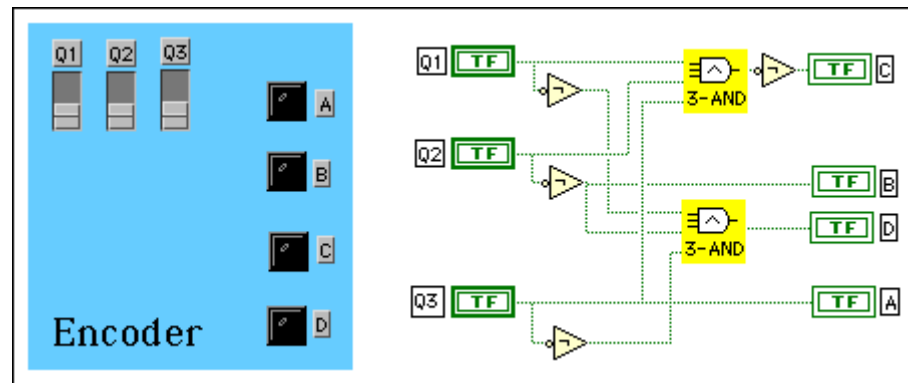 Q1 Q2 Q3
A
B
C
D
Encoder
Q1 TF
3-AND
TF C
Q2 TF
TF B
3-AND
TF D
Q3 TF
TF A